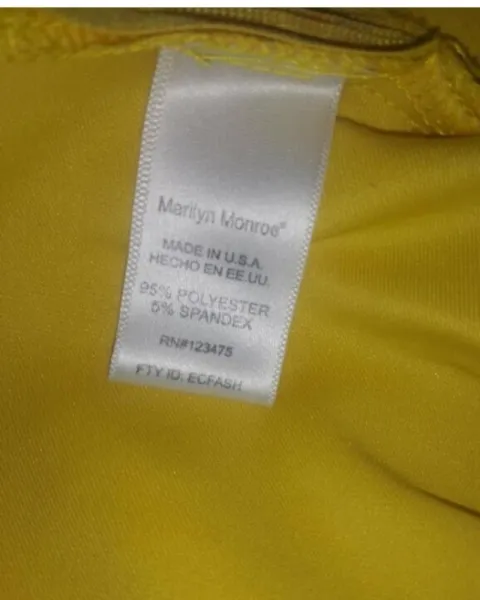 Marilyn Monroe®
MADE IN U.S.A.
HECHO EN EE.UU.
95% POLYESTER
5% SPANDEX
RN#123475
FTY ID: ECFASH